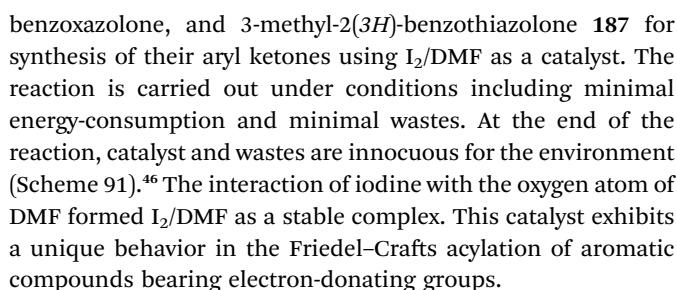 benzoxazolone, and 3-methyl-2(3H)-benzothiazolone 187 for
synthesis of their aryl ketones using I₂/DMF as a catalyst. The
reaction is carried out under conditions including minimal
energy-consumption and minimal wastes. At the end of the
reaction, catalyst and wastes are innocuous for the environment
(Scheme 91).⁴⁶ The interaction of iodine with the oxygen atom of
DMF formed I₂/DMF as a stable complex. This catalyst exhibits
a unique behavior in the Friedel–Crafts acylation of aromatic
compounds bearing electron-donating groups.